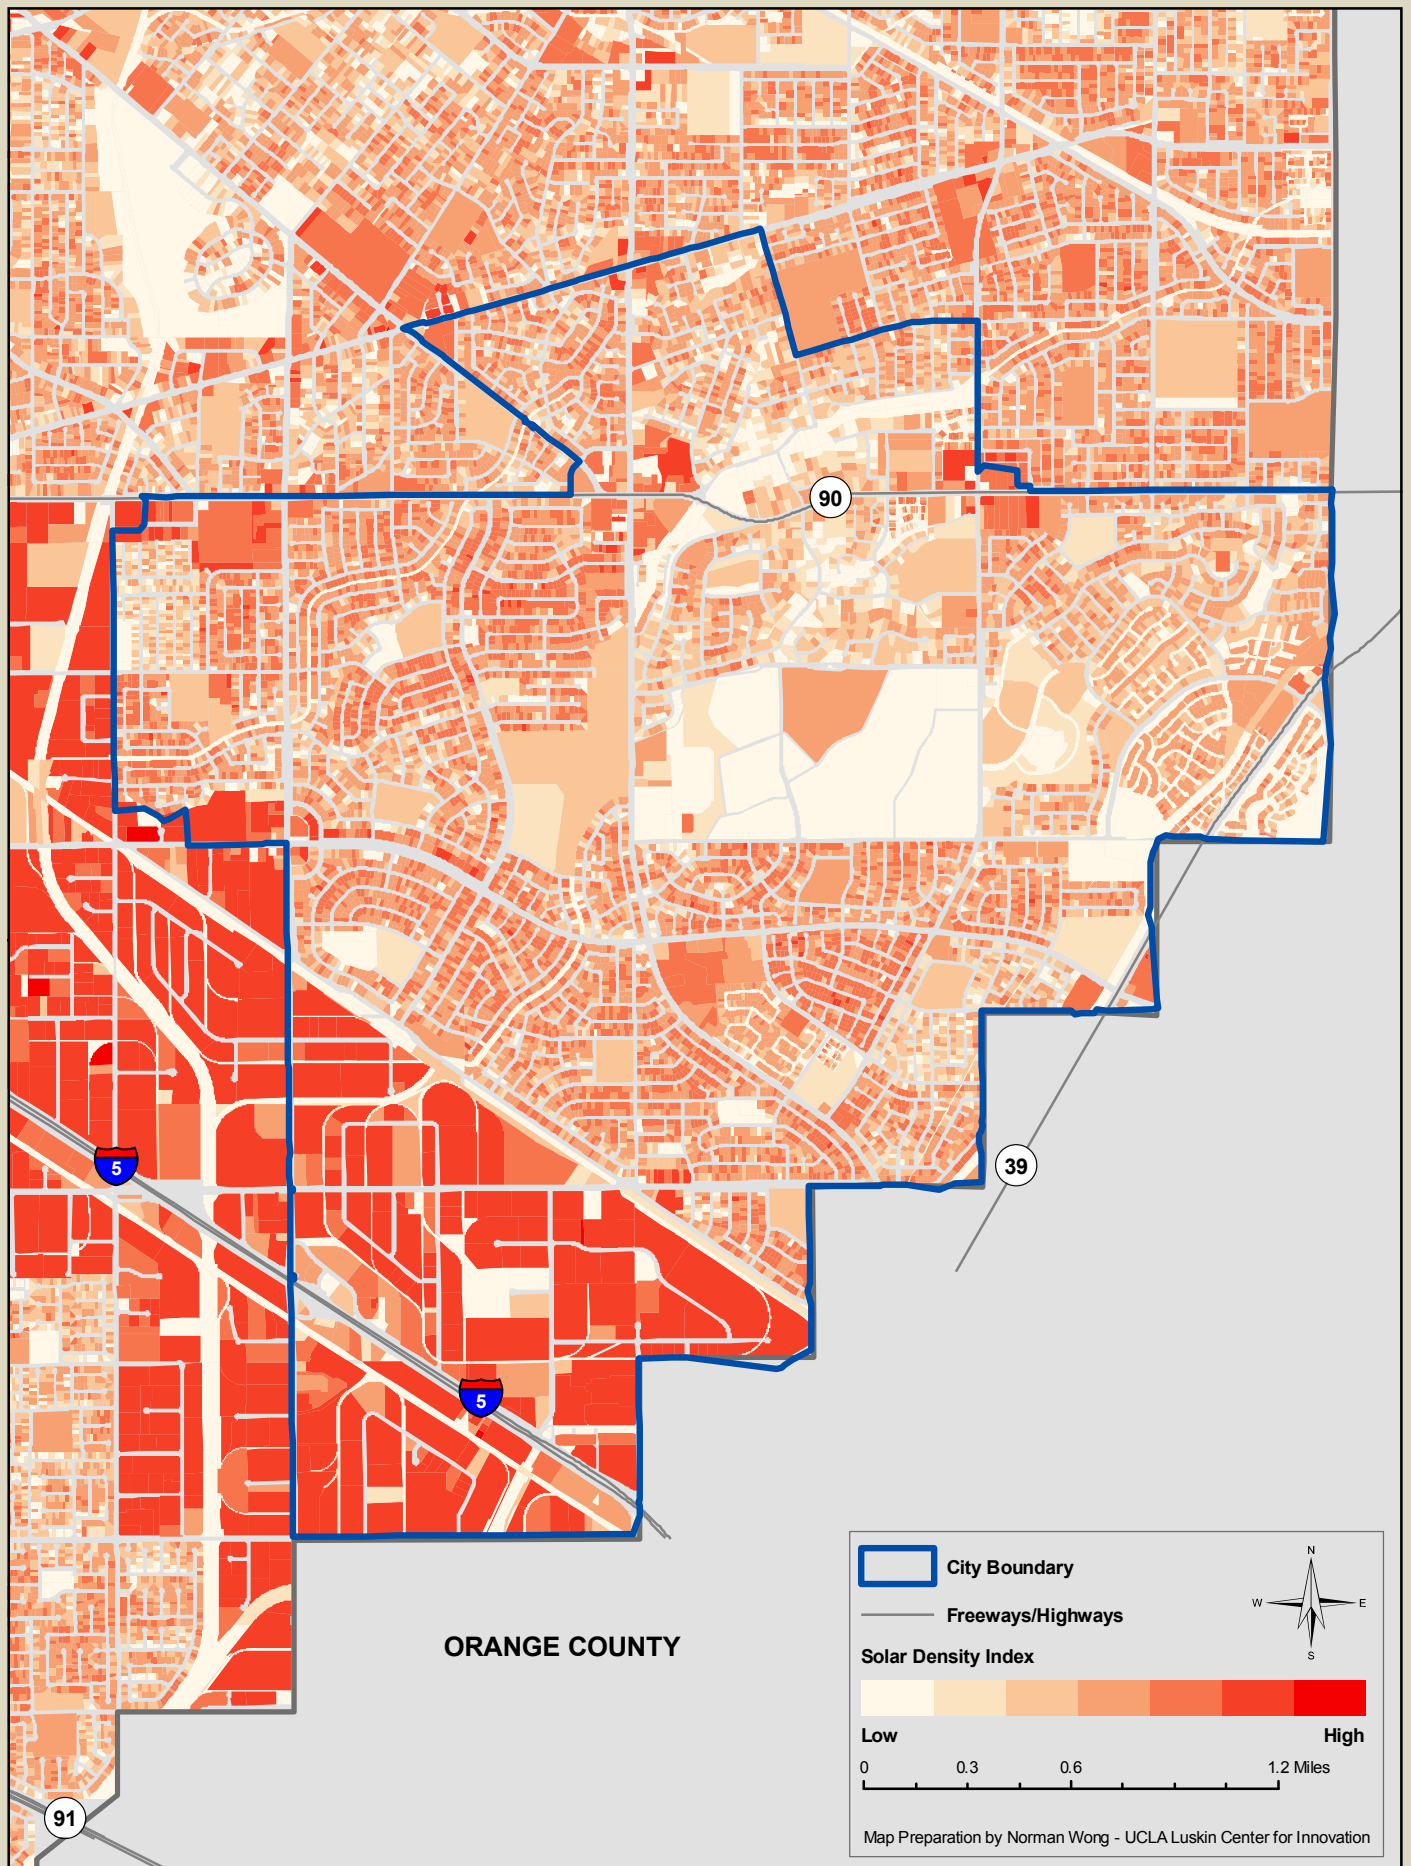 90
5
39
5
ORANGE COUNTY
91
City Boundary
Freeways/Highways
N
W E
S
Solar Density Index
Low High
0 0.3 0.6 1.2 Miles
Map Preparation by Norman Wong - UCLA Luskin Center for Innovation